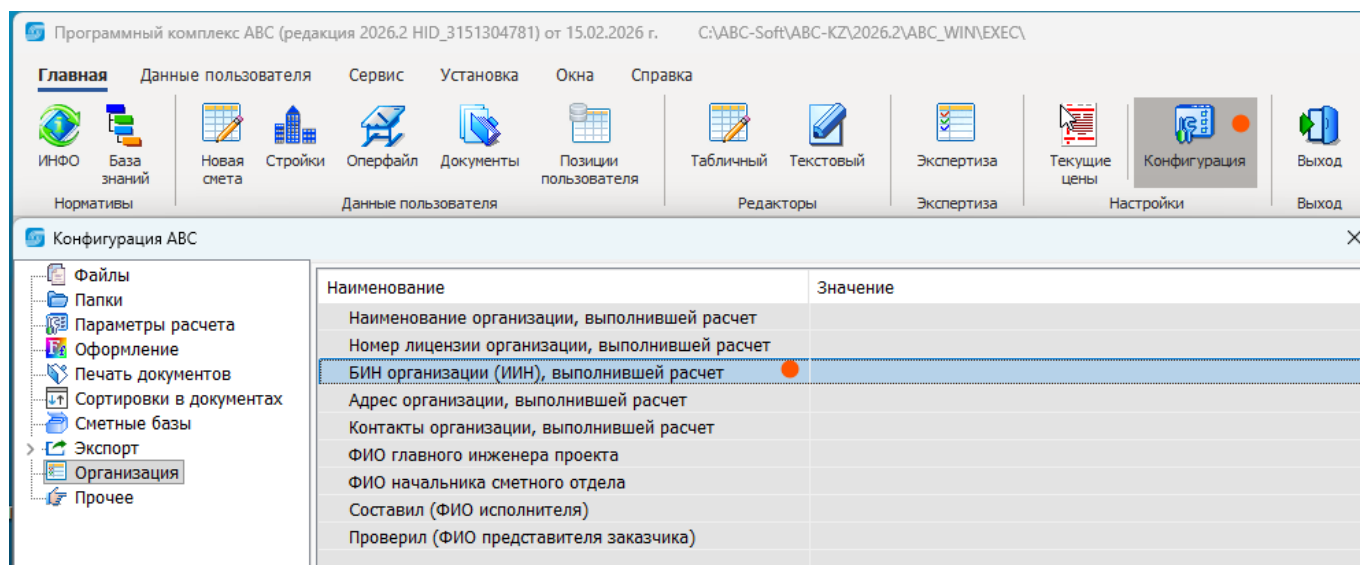 Программный комплекс АВС (редакция 2026.2 HID_3151304781) от 15.02.2026 г. C:\ABC-Soft\ABC-KZ\2026.2\ABC_WIN\EXEC\
Главная Данные пользователя Сервис Установка Окна Справка
ИНФО База знаний Новая смета Стройки Оперфайл Документы Позиции пользователя Табличный Текстовый Экспертиза Текущие цены Конфигурация Выход
Нормативы Данные пользователя Редакторы Экспертиза Настройки Выход
Конфигурация АВС
Файлы
Папки
Параметры расчета
Оформление
Печать документов
Сортировки в документах
Сметные базы
Экспорт
Организация
Прочее
Наименование Значение
Наименование организации, выполнившей расчет
Номер лицензии организации, выполнившей расчет
БИН организации (ИИН), выполнившей расчет
Адрес организации, выполнившей расчет
Контакты организации, выполнившей расчет
ФИО главного инженера проекта
ФИО начальника сметного отдела
Составил (ФИО исполнителя)
Проверил (ФИО представителя заказчика)